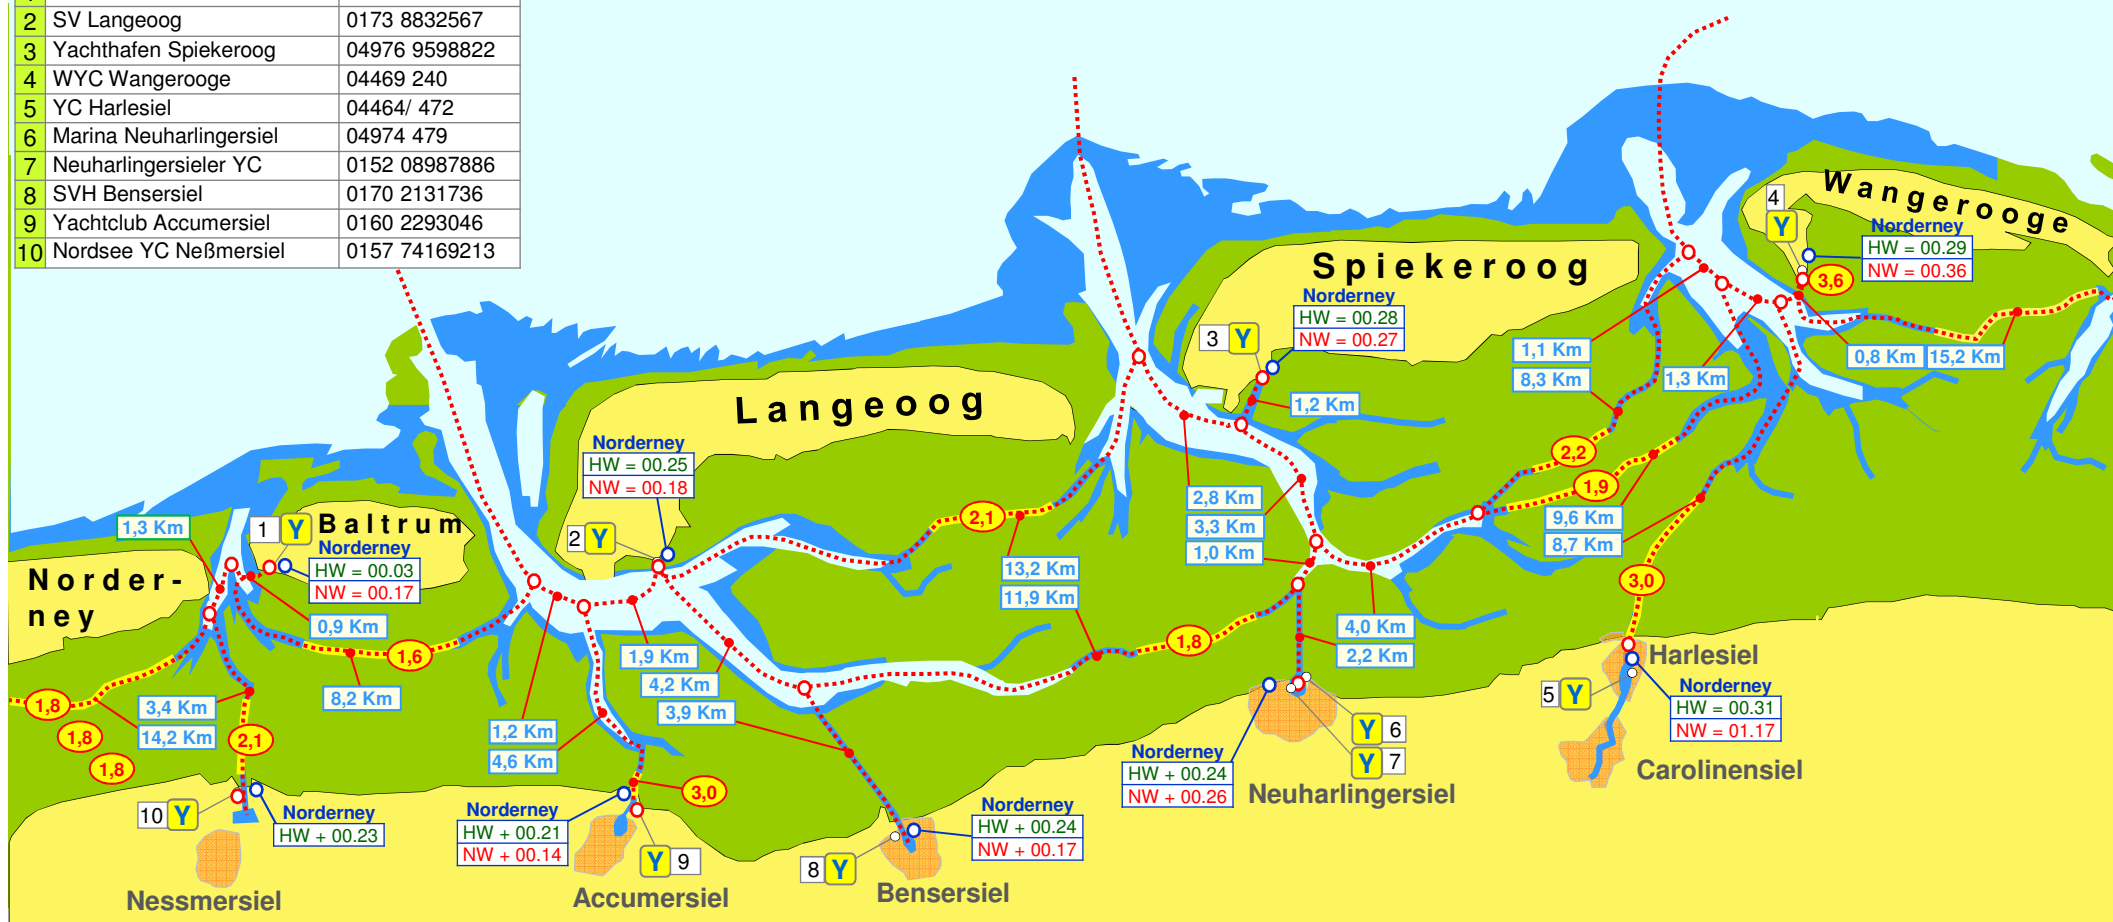 2 SV Langeoog 0173 8832567
3 Yachthafen Spiekeroog 04976 9598822
4 WYC Wangerooge 04469 240
5 YC Harlesiel 04464/ 472
6 Marina Neuharlingersiel 04974 479
7 Neuharlingersieler YC 0152 08987886
8 SVH Bensersiel 0170 2131736
9 Yachtclub Accumersiel 0160 2293046
10 Nordsee YC Neßmersiel 0157 74169213
Wangerooge
4
Y
Norderney
HW = 00.29
NW = 00.36
3,6
0,8 Km
15,2 Km
Spiekeroog
Norderney
HW = 00.28
NW = 00.27
3
Y
1,2 Km
1,1 Km
8,3 Km
1,3 Km
2,2
1,9
9,6 Km
8,7 Km
3,0
Langeoog
Norderney
HW = 00.25
NW = 00.18
2
Y
2,1
13,2 Km
11,9 Km
2,8 Km
3,3 Km
1,0 Km
1,8
4,0 Km
2,2 Km
1,3 Km
1
Y
Baltrum
Norderney
HW = 00.03
NW = 00.17
Norder-
ney
0,9 Km
1,6
8,2 Km
1,8
1,8
1,8
3,4 Km
14,2 Km
2,1
1,9 Km
4,2 Km
3,9 Km
1,2 Km
4,6 Km
3,0
10
Y
Norderney
HW + 00.23
Nessmersiel
Norderney
HW + 00.21
NW + 00.14
Y
9
Accumersiel
8
Y
Norderney
HW + 00.24
NW + 00.17
Bensersiel
Norderney
HW + 00.24
NW + 00.26
Y
6
Y
7
Neuharlingersiel
Harlesiel
5
Y
Norderney
HW = 00.31
NW = 01.17
Carolinensiel